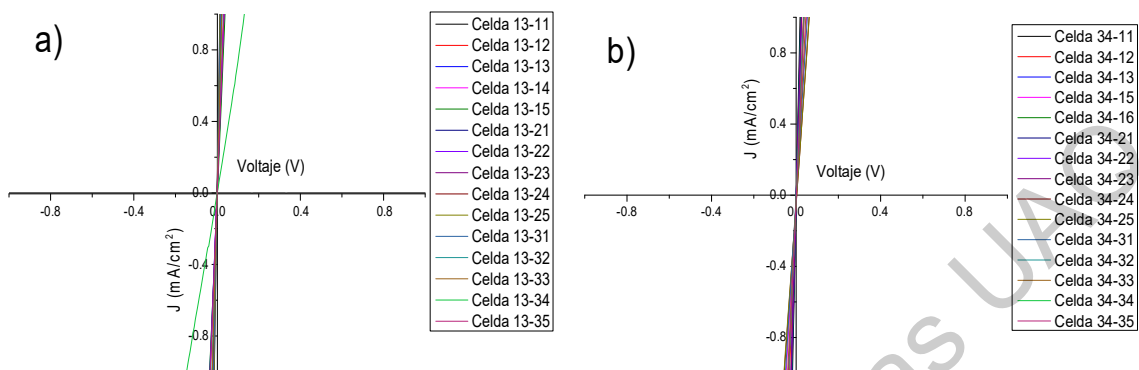 a)
0.8
0.4
0.0
-0.4
-0.8
-0.8
-0.4
0.0
0.4
0.8
Voltaje (V)
J (mA/cm²)
Celda 13-11
Celda 13-12
Celda 13-13
Celda 13-14
Celda 13-15
Celda 13-21
Celda 13-22
Celda 13-23
Celda 13-24
Celda 13-25
Celda 13-31
Celda 13-32
Celda 13-33
Celda 13-34
Celda 13-35
b)
0.8
0.4
0.0
-0.4
-0.8
-0.8
-0.4
0.0
0.4
0.8
Voltaje (V)
J (mA/cm²)
Celda 34-11
Celda 34-12
Celda 34-13
Celda 34-15
Celda 34-16
Celda 34-21
Celda 34-22
Celda 34-23
Celda 34-24
Celda 34-25
Celda 34-31
Celda 34-32
Celda 34-33
Celda 34-34
Celda 34-35
as UAQ